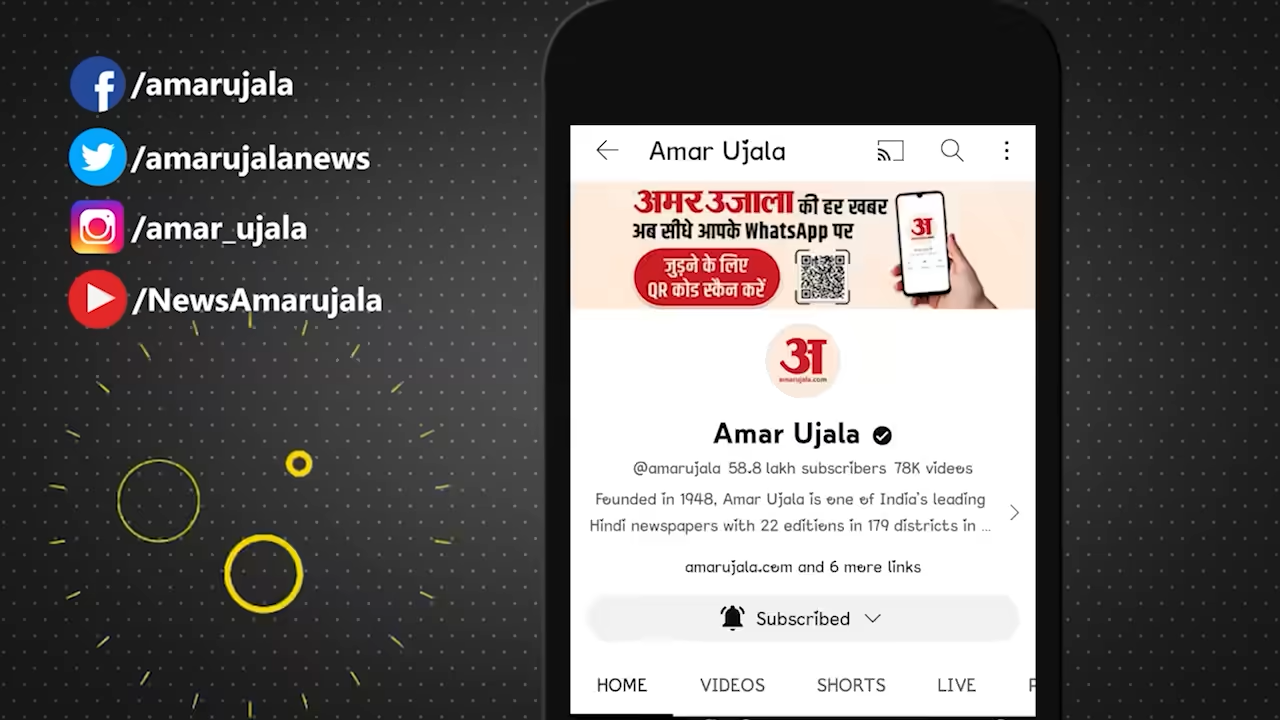 /amarujala
/amarujalanews
/amar_ujala
/NewsAmarujala
Amar Ujala
अमर उजाला की हर खबर
अब सीधे आपके WhatsApp पर
जुड़ने के लिए
QR कोड स्कैन करें
अ
अ
amarujala.com
Amar Ujala
@amarujala 58.8 lakh subscribers 78K videos
Founded in 1948, Amar Ujala is one of India's leading
Hindi newspapers with 22 editions in 179 districts in ...
amarujala.com and 6 more links
Subscribed
HOME VIDEOS SHORTS LIVE